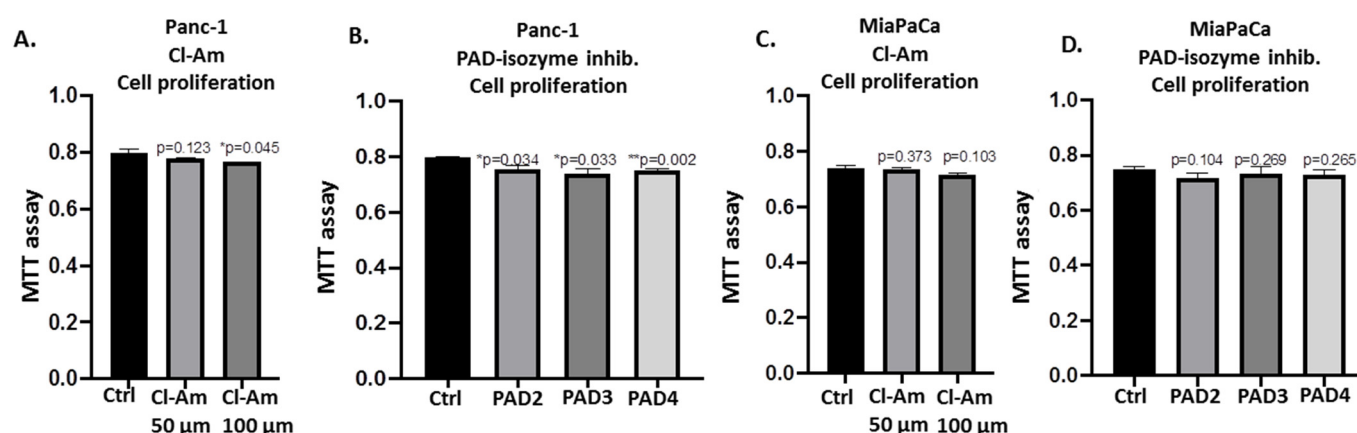 A.
Panc-1
Cl-Am
Cell proliferation
MTT assay
1.0
0.8
0.6
0.4
0.2
0.0
p=0.123 *p=0.045
Ctrl Cl-Am Cl-Am
50 µm 100 µm
B.
Panc-1
PAD-isozyme inhib.
Cell proliferation
MTT assay
1.0
0.8
0.6
0.4
0.2
0.0
*p=0.034 *p=0.033 **p=0.002
Ctrl PAD2 PAD3 PAD4
C.
MiaPaCa
Cl-Am
Cell proliferation
MTT assay
1.0
0.8
0.6
0.4
0.2
0.0
p=0.373 p=0.103
Ctrl Cl-Am Cl-Am
50 µm 100 µm
D.
MiaPaCa
PAD-isozyme inhib.
Cell proliferation
MTT assay
1.0
0.8
0.6
0.4
0.2
0.0
p=0.104 p=0.269 p=0.265
Ctrl PAD2 PAD3 PAD4